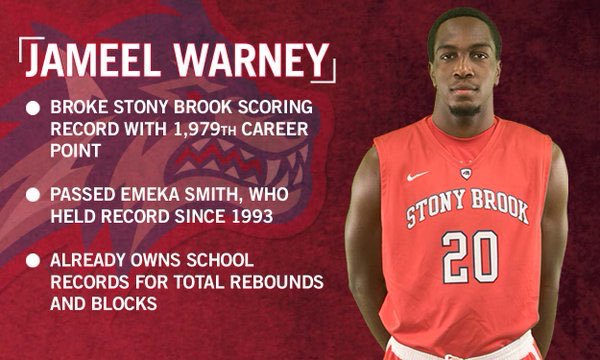 JAMEEL WARNEY
● BROKE STONY BROOK SCORING
RECORD WITH 1,979TH CAREER
POINT
● PASSED EMEKA SMITH, WHO
HELD RECORD SINCE 1993
● ALREADY OWNS SCHOOL
RECORDS FOR TOTAL REBOUNDS
AND BLOCKS
STONY BROOK
20